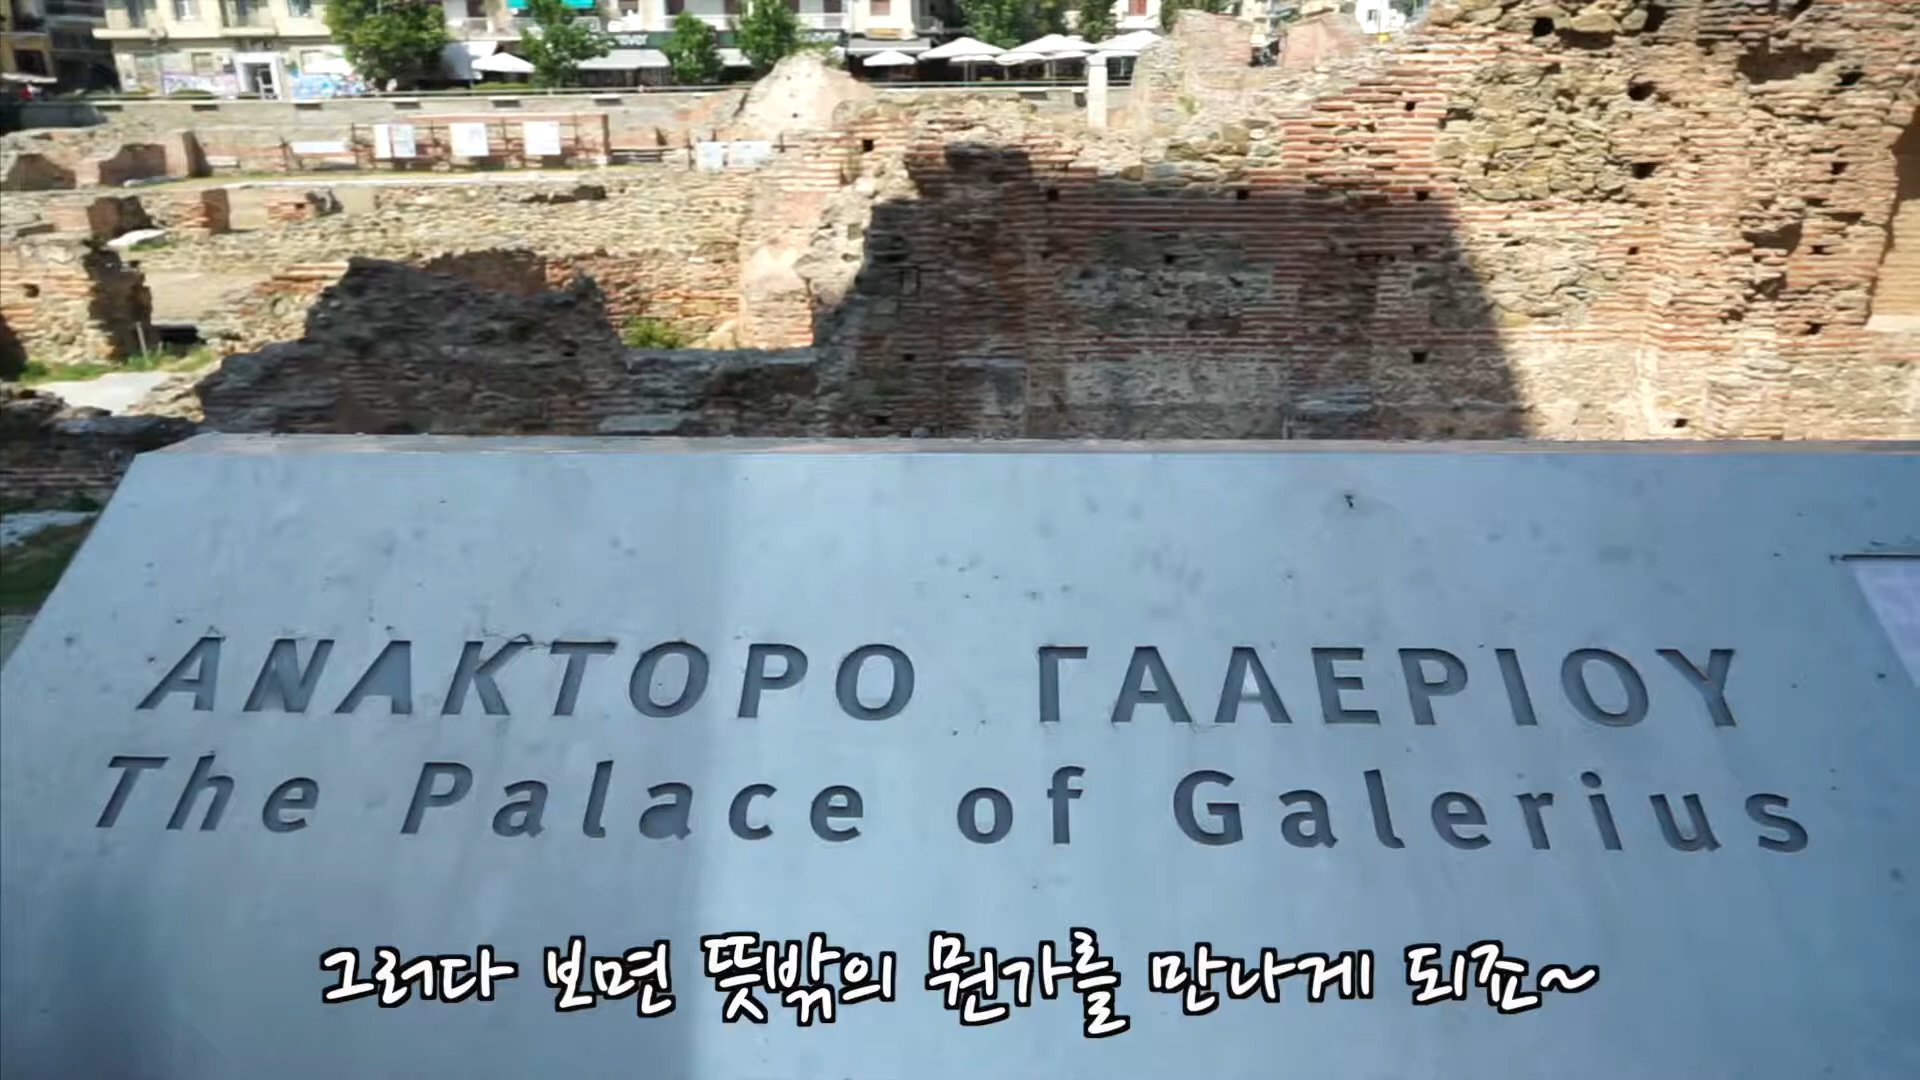 ΑΝΑΚΤΟΡΟ ΓΑΛΕΡΙΟΥ
The Palace of Galerius
그러다 보면 뜻밖의 뭔가를 만나게 되죠~